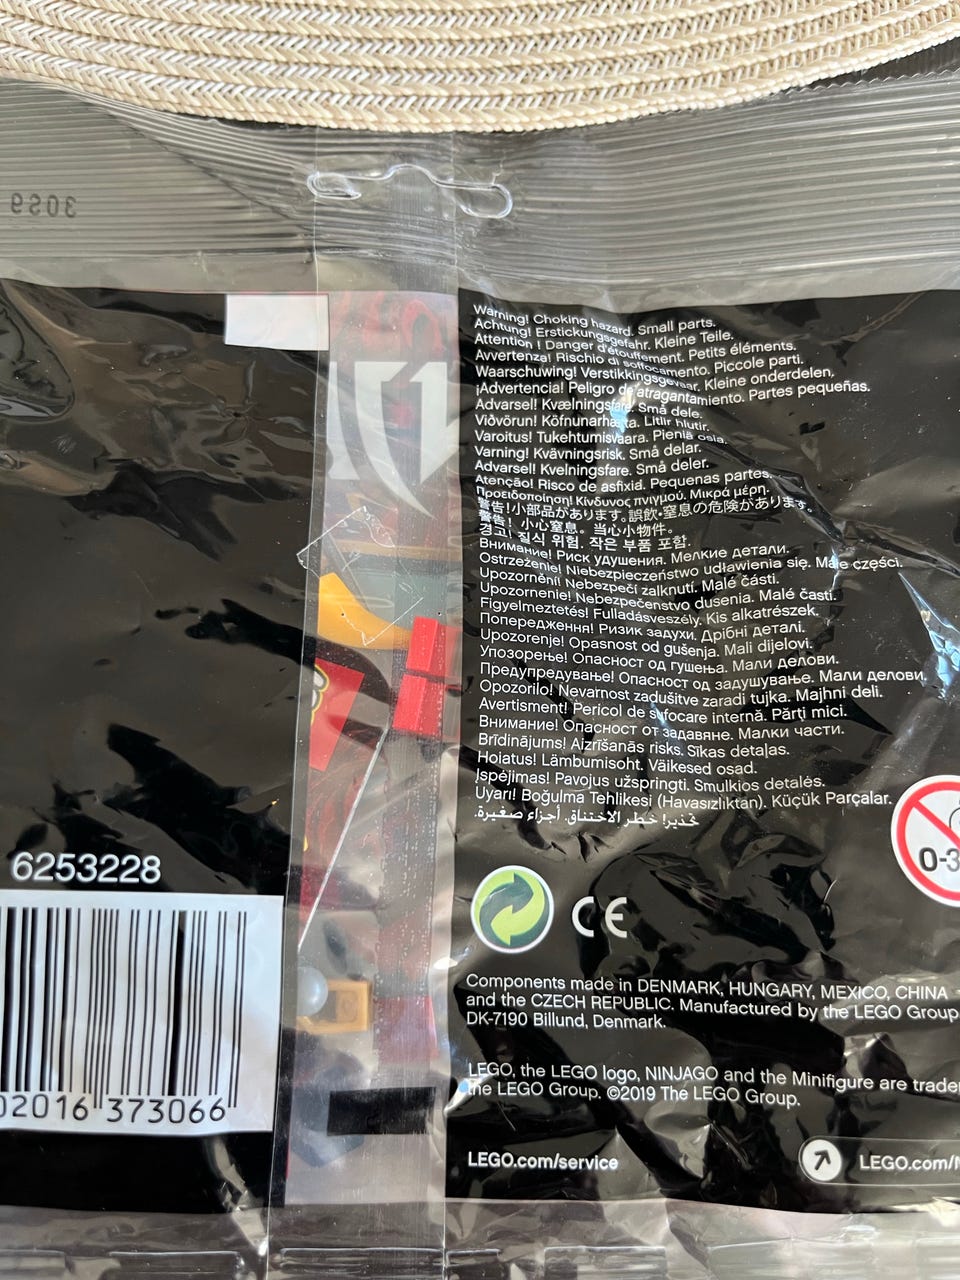 30S9
Warning! Choking hazard. Small parts.
Achtung! Erstickungsgefahr. Kleine Teile.
Attention ! Danger d'étouffement. Petits éléments.
Avvertenza! Rischio di soffocamento. Piccole parti.
Waarschuwing! Verstikkingsgevaar. Kleine onderdelen.
¡Advertencia! Peligro de atragantamiento. Partes pequeñas.
Advarsel! Kvælningsfare. Små dele.
Viðvörun! Köfnunarhætta. Litlir hlutir.
Varoitus! Tukehtumisvaara. Pieniä osia.
Varning! Kvävningsrisk. Små delar.
Advarsel! Kvelningsfare. Små deler.
Atenção! Risco de asfixia. Pequenas partes.
Προειδοποίηση! Κίνδυνος πνιγμού. Μικρά μέρη.
警告！小部品があります。誤飲・窒息の危険があります。
警告！小心窒息。当心小物件。
경고! 질식 위험. 작은 부품 포함.
Внимание! Риск удушения. Мелкие детали.
Ostrzeżenie! Niebezpieczeństwo udławienia się. Małe części.
Upozornění! Nebezpečí zalknutí. Malé části.
Upozornenie! Nebezpečenstvo dusenia. Malé časti.
Figyelmeztetés! Fulladásveszély. Kis alkatrészek.
Попередження! Ризик задухи. Дрібні деталі.
Upozorenje! Opasnost od gušenja. Mali dijelovi.
Упозорење! Опасност од гушења. Мали делови.
Предупредување! Опасност од задушување. Мали делови.
Opozorilo! Nevarnost zadušitve zaradi tujka. Majhni deli.
Avertisment! Pericol de sufocare internă. Părți mici.
Внимание! Опасност от задавяне. Малки части.
Brīdinājums! Aizrīšanās risks. Sīkas detaļas.
Hoiatus! Lämbumisoht. Väikesed osad.
Įspėjimas! Pavojus užspringti. Smulkios detalės.
Uyarı! Boğulma Tehlikesi (Havasızlıktan). Küçük Parçalar.
تحذير! خطر الاختناق. أجزاء صغيرة.
0-3
6253228
02016 373066
CE
Components made in DENMARK, HUNGARY, MEXICO, CHINA
and the CZECH REPUBLIC. Manufactured by the LEGO Group
DK-7190 Billund, Denmark.
LEGO, the LEGO logo, NINJAGO and the Minifigure are trade
the LEGO Group. ©2019 The LEGO Group.
LEGO.com/service
LEGO.com/N